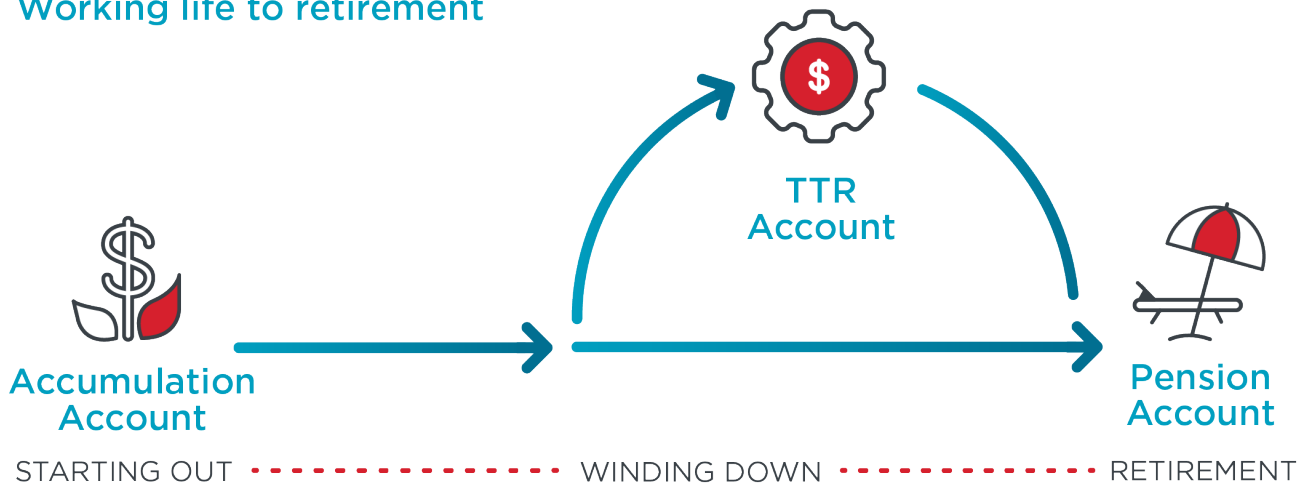 Working life to retirement
$
TTR
Account
$
Accumulation
Account
Pension
Account
STARTING OUT
WINDING DOWN
RETIREMENT